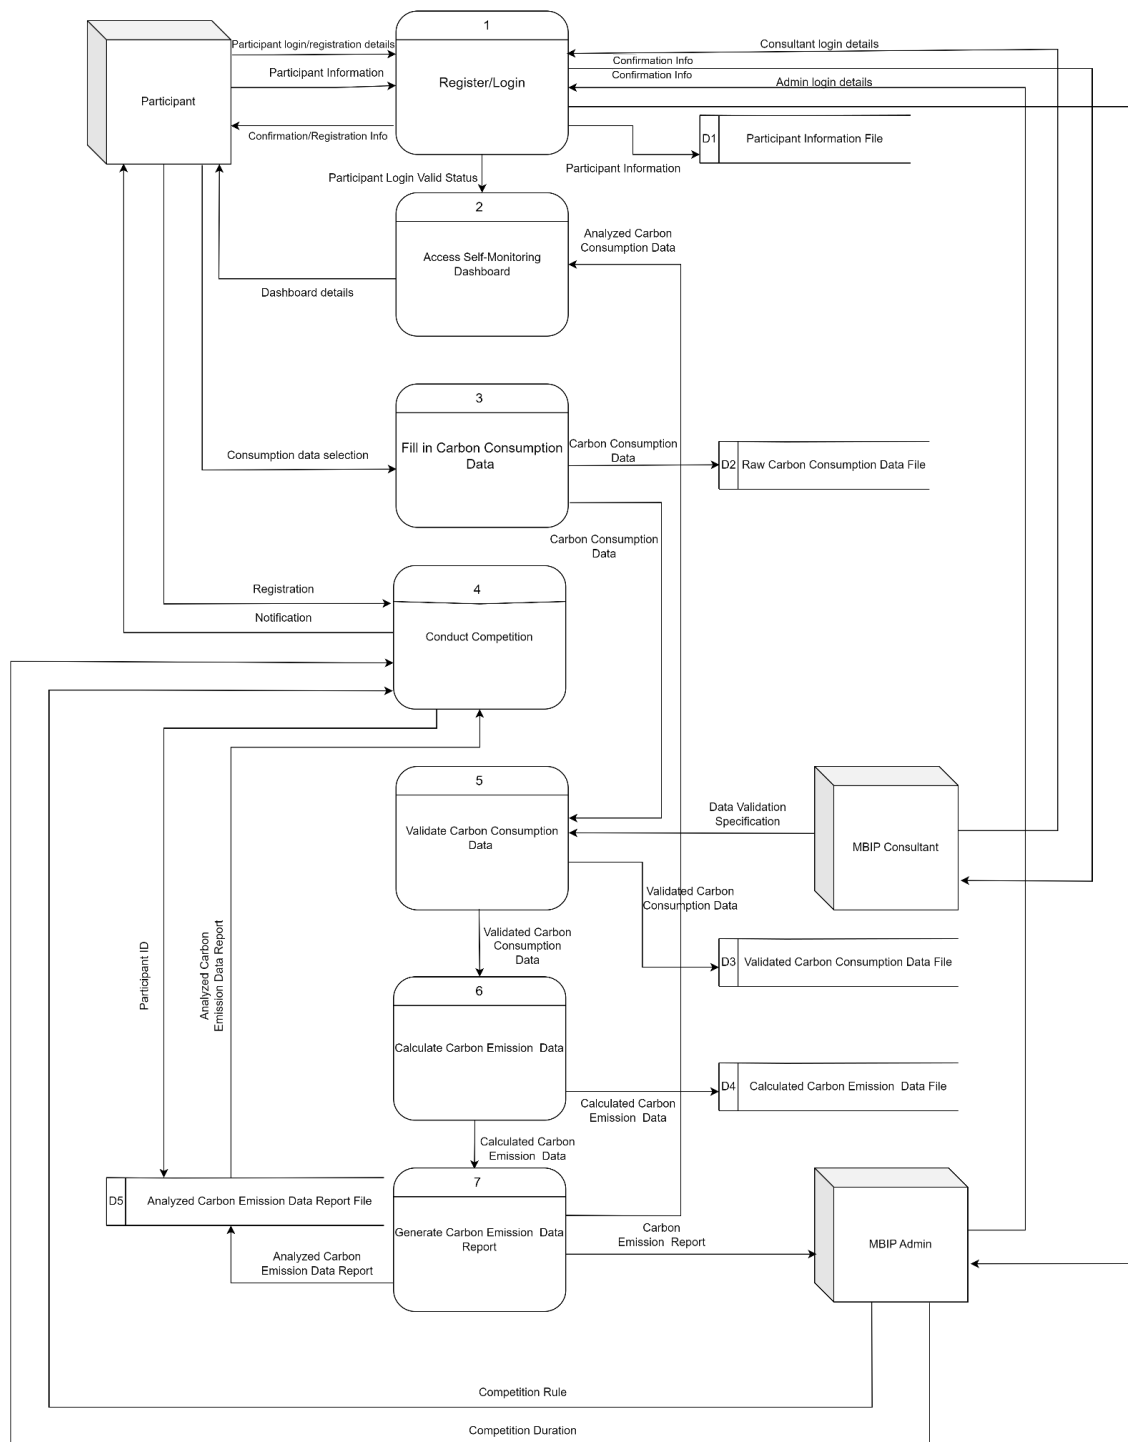 1
Participant login/registration details
Consultant login details
Confirmation Info
Participant Information
Confirmation Info
Register/Login
Admin login details
Participant
Confirmation/Registration Info
D1
Participant Information File
Participant Information
Participant Login Valid Status
2
Analyzed Carbon
Consumption Data
Access Self-Monitoring
Dashboard
Dashboard details
3
Fill in Carbon Consumption
Data
Carbon Consumption
Data
Consumption data selection
D2
Raw Carbon Consumption Data File
Carbon Consumption
Data
4
Registration
Notification
Conduct Competition
5
Data Validation
Specification
Validate Carbon Consumption
Data
MBIP Consultant
Validated Carbon
Consumption Data
Participant ID
Analyzed Carbon
Emission Data Report
Validated Carbon
Consumption
Data
D3
Validated Carbon Consumption Data File
6
Calculate Carbon Emission Data
D4
Calculated Carbon Emission Data File
Calculated Carbon
Emission Data
Calculated Carbon
Emission Data
7
D5
Analyzed Carbon Emission Data Report File
Generate Carbon Emission Data
Report
Carbon
Emission Report
MBIP Admin
Analyzed Carbon
Emission Data Report
Competition Rule
Competition Duration